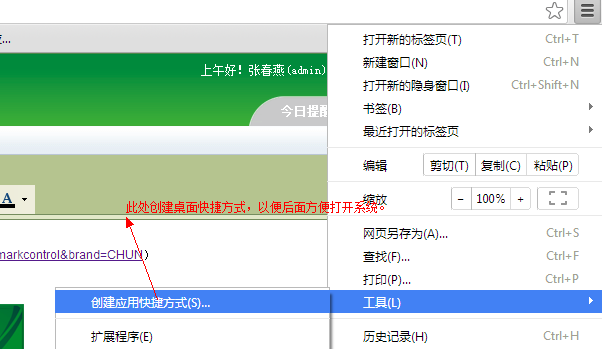 ... 
打开新的标签页(T) Ctrl+T
新建窗口(N) Ctrl+N
上午好！张春燕(admin)
打开新的隐身窗口(I) Ctrl+Shift+N
书签(B)
今日提醒
最近打开的标签页
编辑 剪切(T) 复制(C) 粘贴(P)
A
缩放 − 100% +
此处创建桌面快捷方式，以便后面方便打开系统。
网页另存为(A)... Ctrl+S
markcontrol&brand=CHUN)
查找(F)... Ctrl+F
打印(P)... Ctrl+P
创建应用快捷方式(S)...
工具(L)
扩展程序(E)
历史记录(H) Ctrl+H